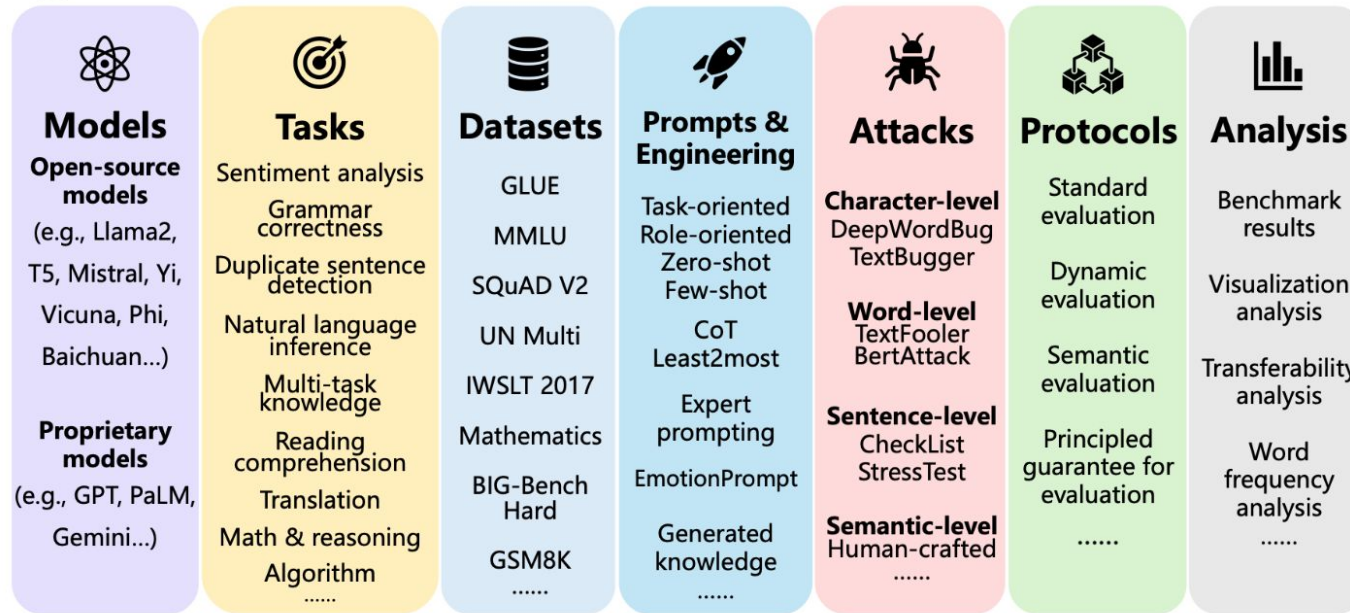 Models
Open-source
models
(e.g., Llama2,
T5, Mistral, Yi,
Vicuna, Phi,
Baichuan...)
Proprietary
models
(e.g., GPT, PaLM,
Gemini...)
Tasks
Sentiment analysis
Grammar
correctness
Duplicate sentence
detection
Natural language
inference
Multi-task
knowledge
Reading
comprehension
Translation
Math & reasoning
Algorithm
......
Datasets
GLUE
MMLU
SQuAD V2
UN Multi
IWSLT 2017
Mathematics
BIG-Bench
Hard
GSM8K
......
Prompts &
Engineering
Task-oriented
Role-oriented
Zero-shot
Few-shot
CoT
Least2most
Expert
prompting
EmotionPrompt
Generated
knowledge
......
Attacks
Character-level
DeepWordBug
TextBugger
Word-level
TextFooler
BertAttack
Sentence-level
CheckList
StressTest
Semantic-level
Human-crafted
......
Protocols
Standard
evaluation
Dynamic
evaluation
Semantic
evaluation
Principled
guarantee for
evaluation
......
Analysis
Benchmark
results
Visualization
analysis
Transferability
analysis
Word
frequency
analysis
......